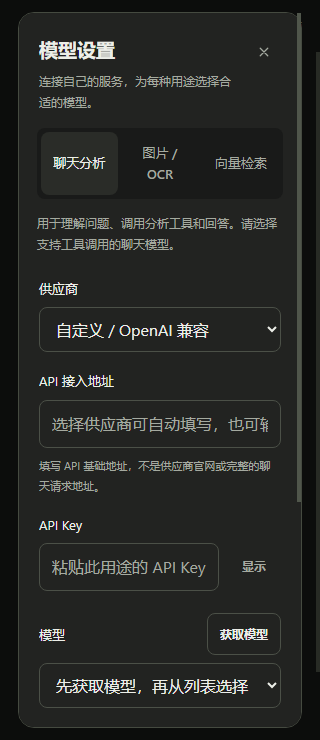 模型设置
连接自己的服务，为每种用途选择合
适的模型。
聊天分析
图片 /
OCR
向量检索
用于理解问题、调用分析工具和回答。请选择
支持工具调用的聊天模型。
供应商
自定义 / OpenAI 兼容
API 接入地址
选择供应商可自动填写，也可
填写 API 基础地址，不是供应商官网或完整的聊
天请求地址。
API Key
粘贴此用途的 API Key
显示
模型
获取模型
先获取模型，再从列表选择